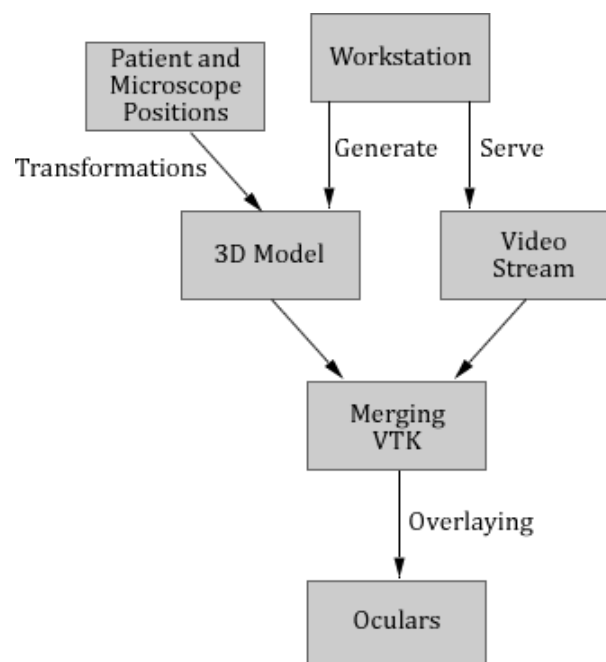 Patient and
Microscope
Positions
Workstation
Transformations
Generate
Serve
3D Model
Video
Stream
Merging
VTK
Overlaying
Oculars